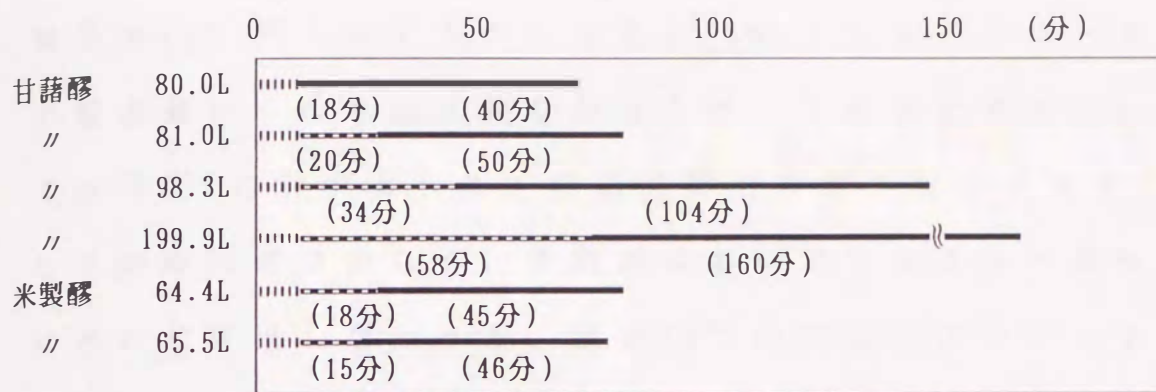 0 50 100 150 (分)
甘藷醪 80.0L
(18分) (40分)
〃 81.0L
(20分) (50分)
〃 98.3L
(34分) (104分)
〃 199.9L
(58分) (160分)
米製醪 64.4L
(18分) (45分)
〃 65.5L
(15分) (46分)